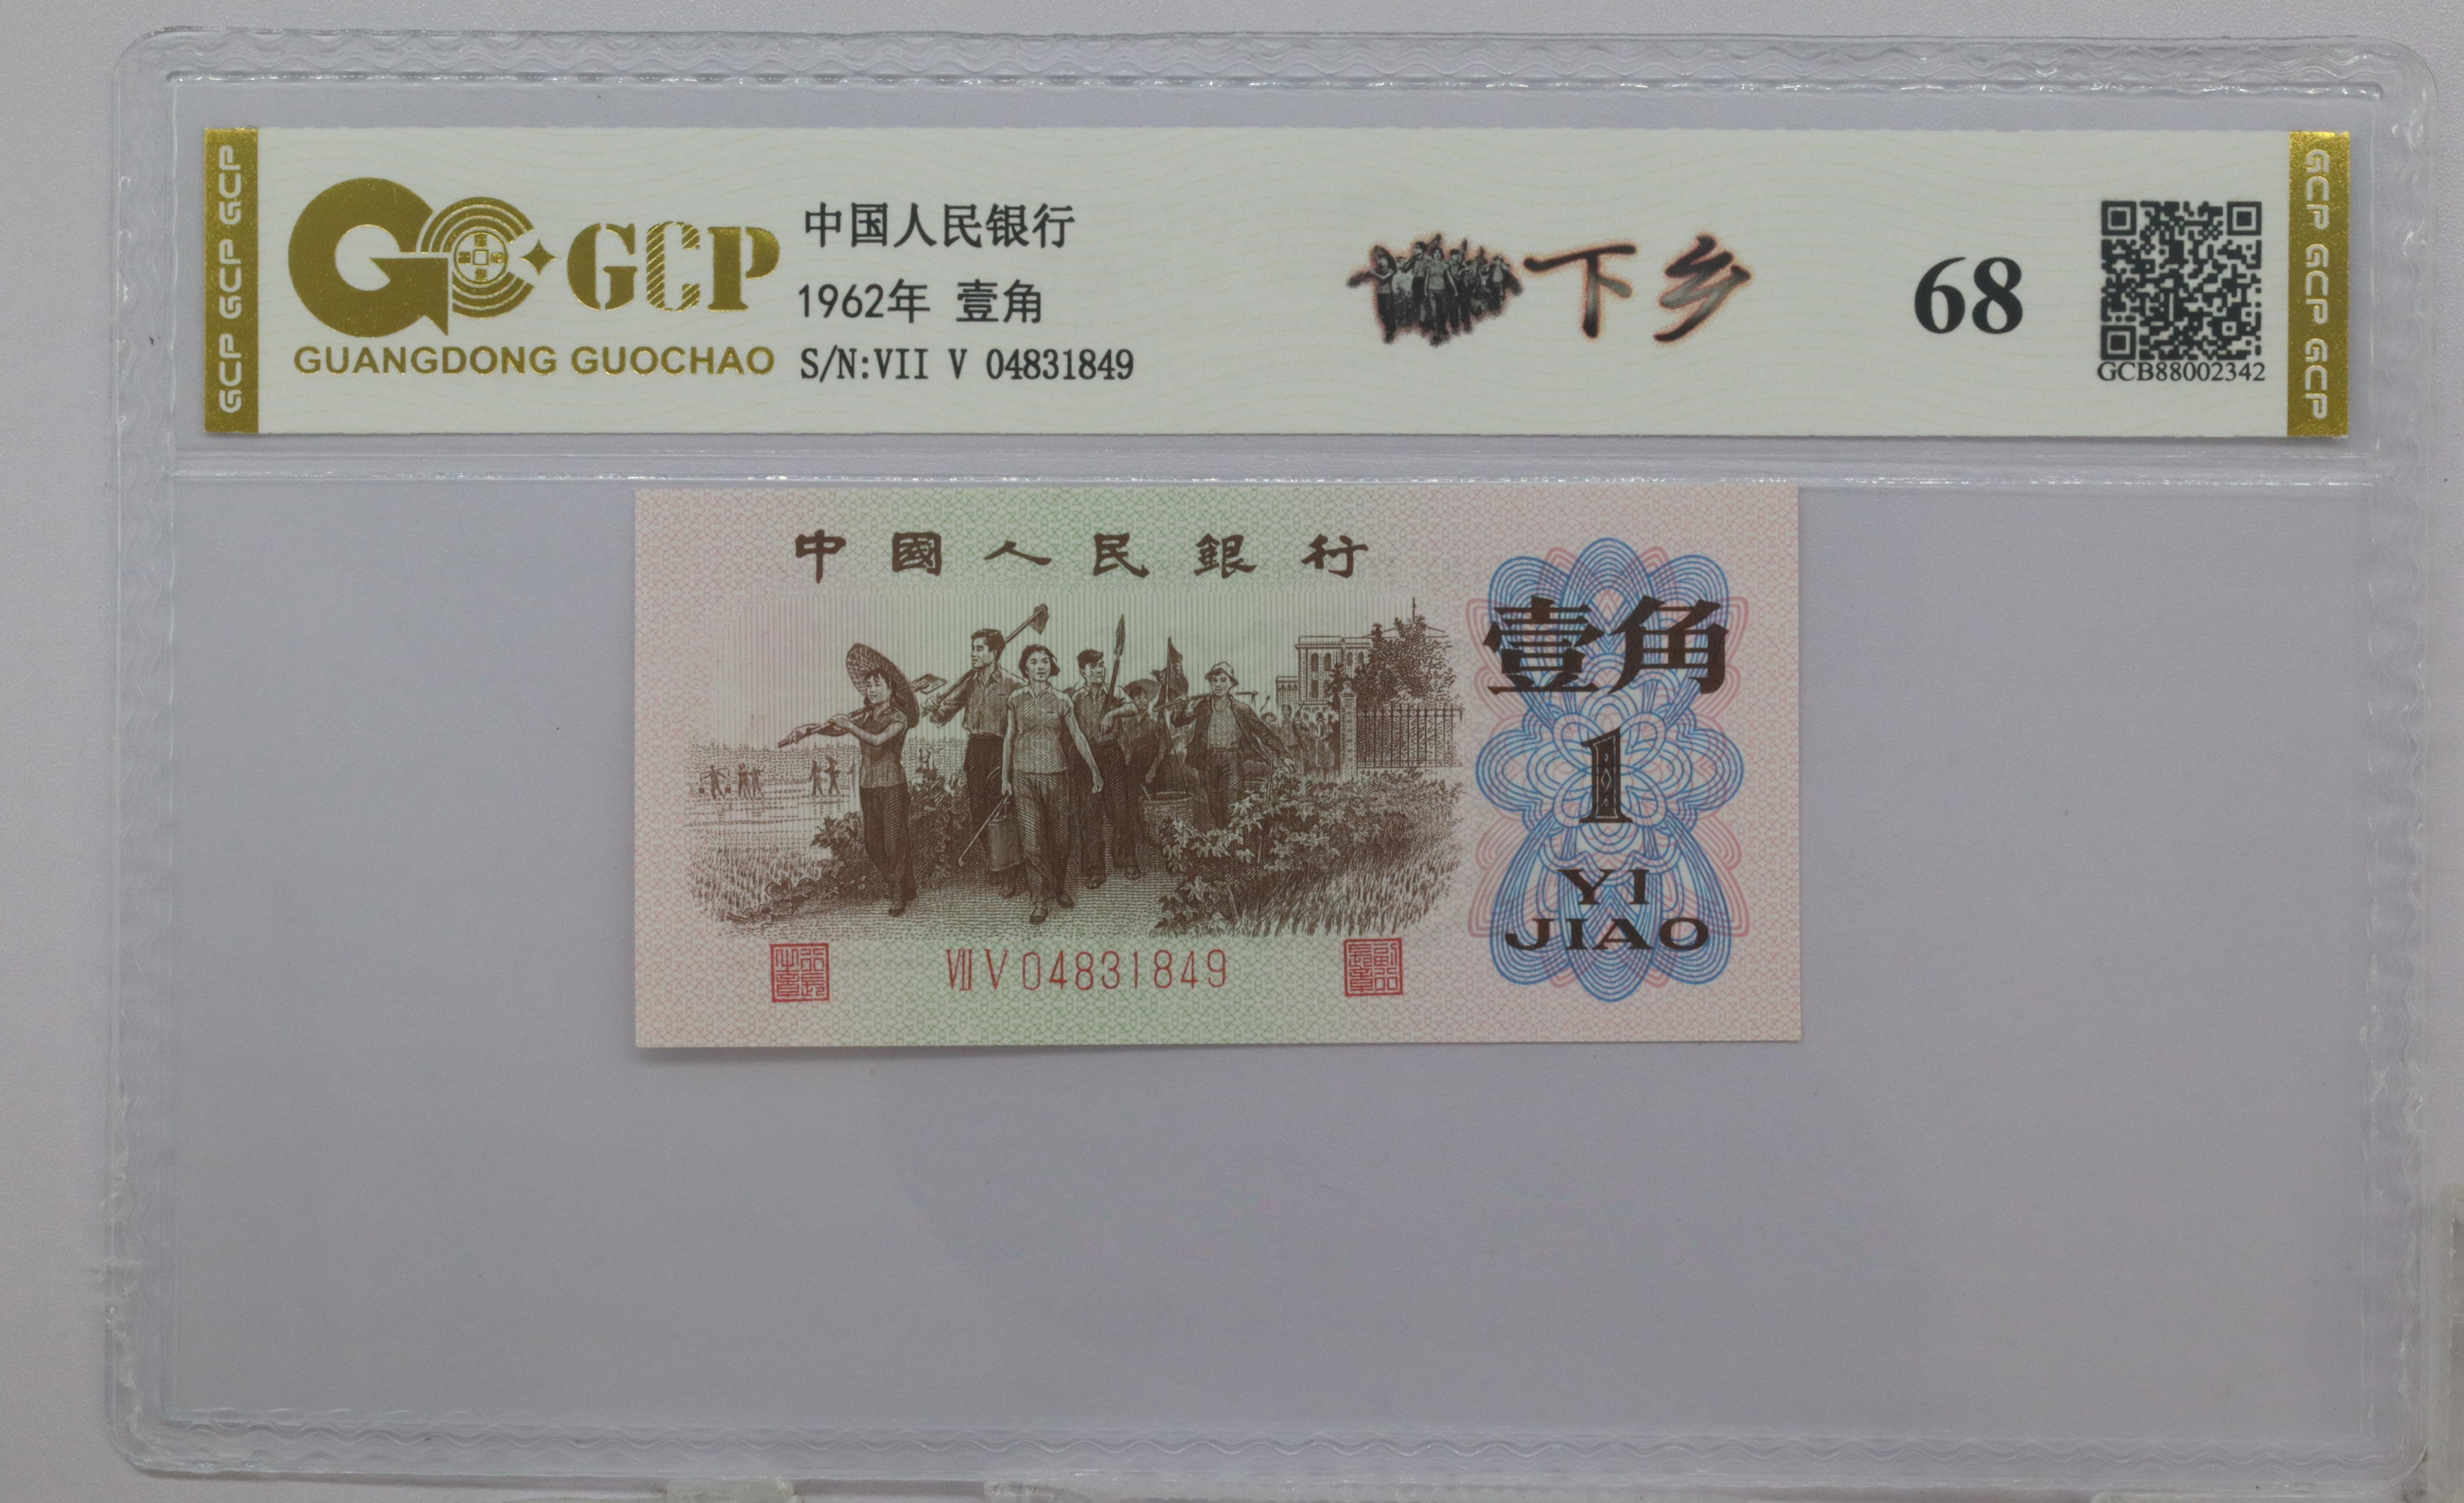 GCP GCP GCP
GCP
GUANGDONG GUOCHAO
中国人民银行
1962年 壹角
S/N:VII V 04831849
下乡
68
GCB88002342
GCP GCP GCP
中國人民銀行
壹角
1
YI
JIAO
VII V 04831849